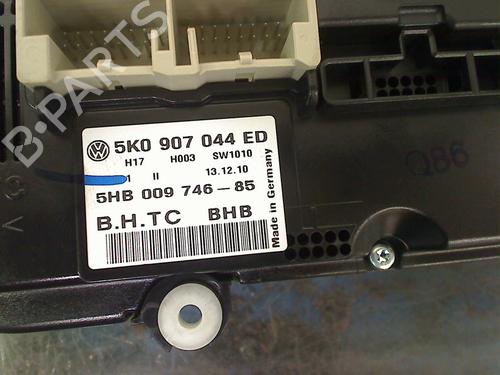 B-PARTS
5K0 907 044 ED
H17 H003 SW1010
1 II 13.12.10
5HB 009 746-85
B.H.TC BHB
Made in Germany
Q86